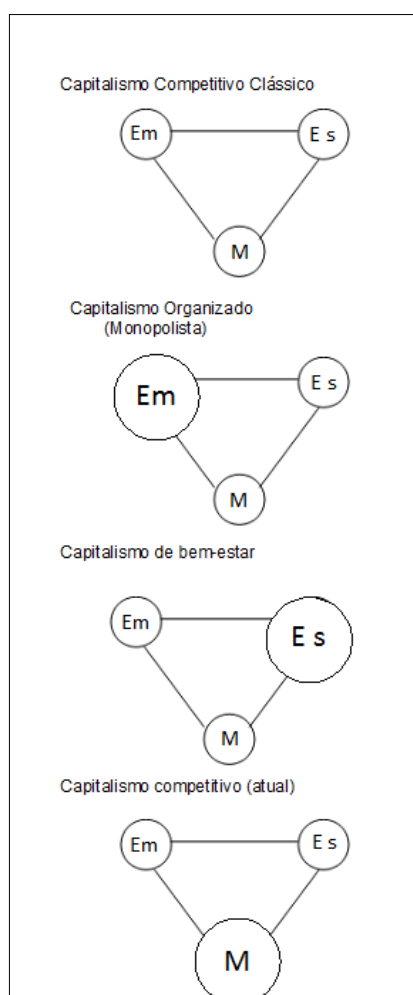 Capitalismo Competitivo Clássico
Em E s
M
Capitalismo Organizado
(Monopolista)
Em E s
M
Capitalismo de bem-estar
Em E s
M
Capitalismo competitivo (atual)
Em E s
M